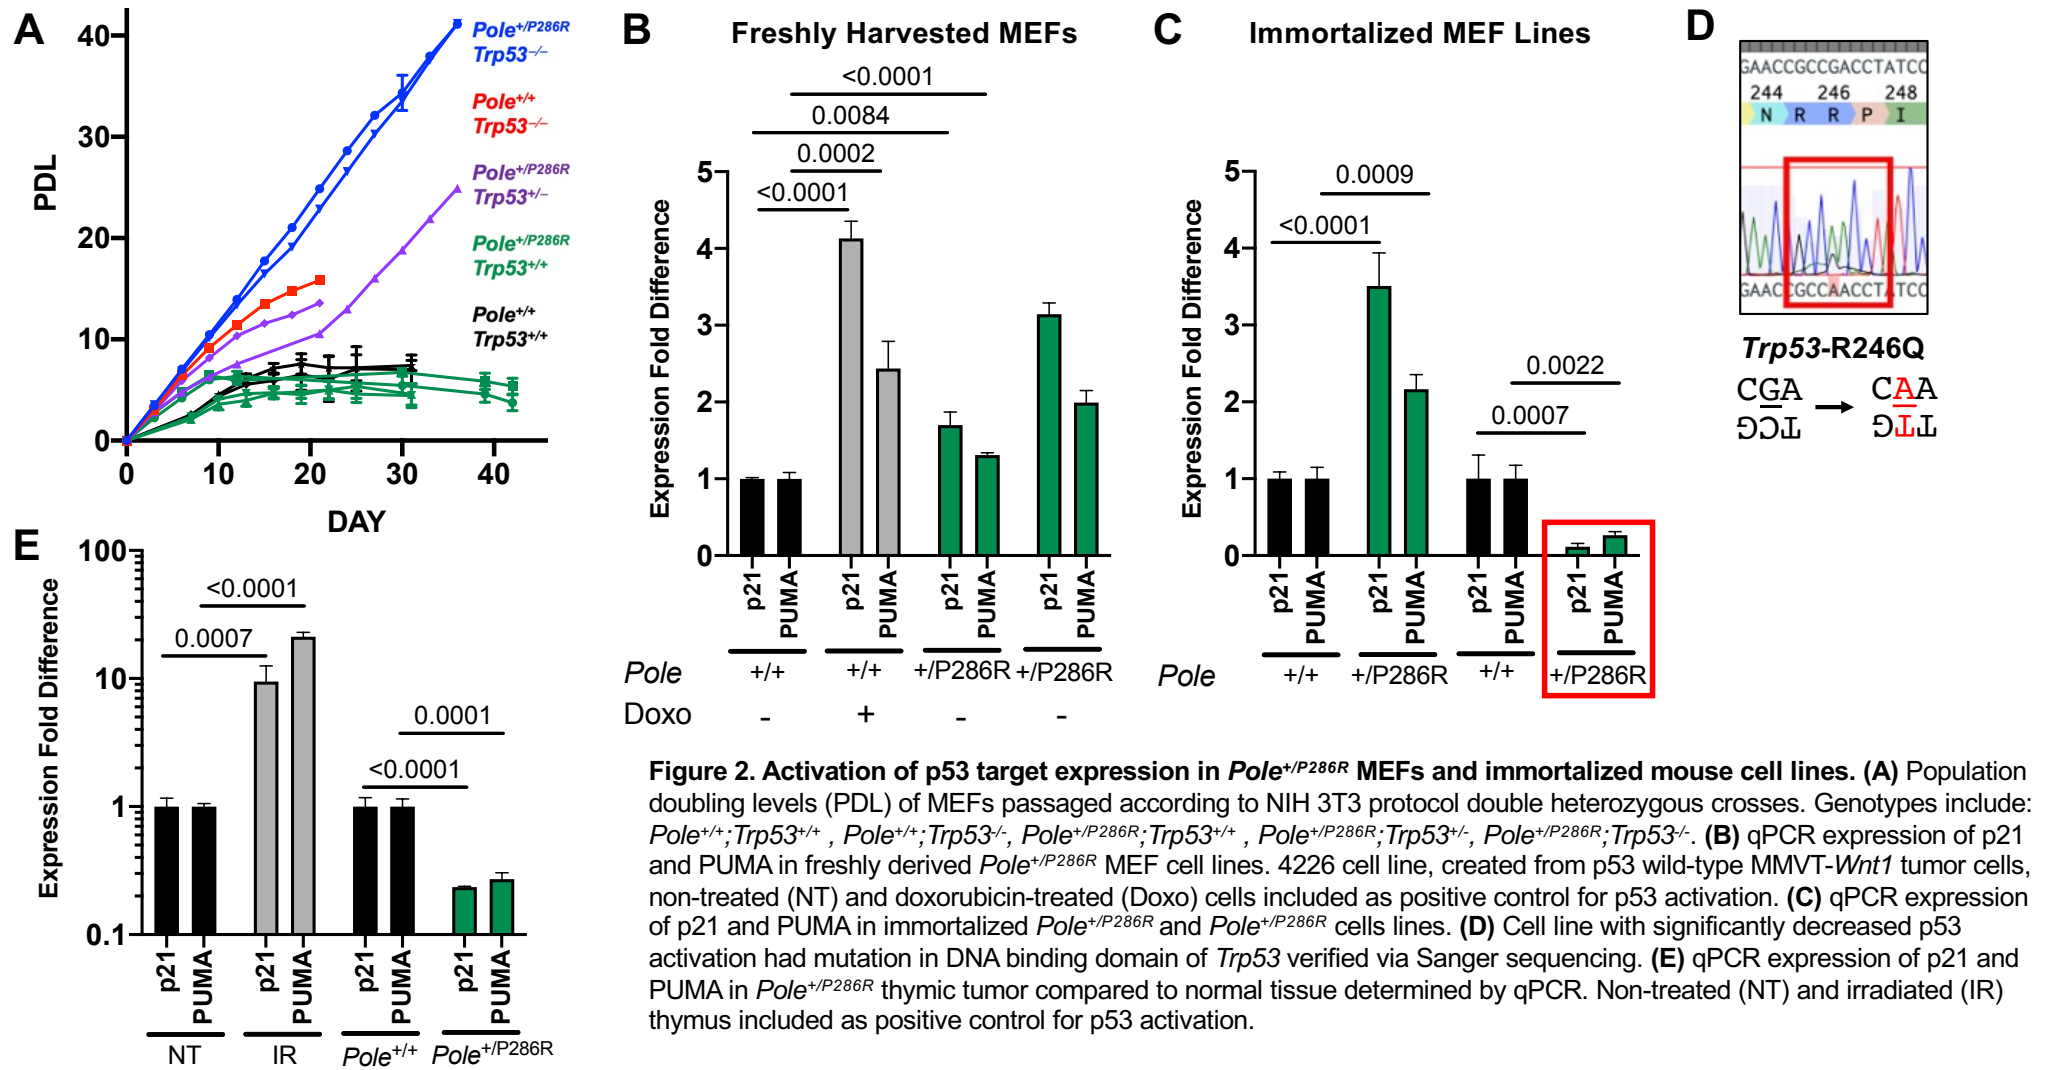 A
PDL
40
30
20
10
0
0 10 20 30 40
DAY
Pole+/P286R
Trp53–/–
Pole+/+
Trp53–/–
Pole+/P286R
Trp53+/–
Pole+/P286R
Trp53+/+
Pole+/+
Trp53+/+
B
Freshly Harvested MEFs
<0.0001
0.0084
0.0002
<0.0001
Expression Fold Difference
5
4
3
2
1
0
p21 PUMA p21 PUMA p21 PUMA p21 PUMA
Pole +/+ +/+ +/P286R +/P286R
Doxo - + - -
C
Immortalized MEF Lines
0.0009
<0.0001
0.0022
0.0007
Expression Fold Difference
5
4
3
2
1
0
p21 PUMA p21 PUMA p21 PUMA p21 PUMA
Pole +/+ +/P286R +/+ +/P286R
D
GAACCGCCGACCTATCC
244 246 248
N R R P I
GAACCGCCAACCTATCC
Trp53-R246Q
CGA CAA
GCT GTT
E
Expression Fold Difference
100
10
1
0.1
<0.0001
0.0007
0.0001
<0.0001
p21 PUMA p21 PUMA p21 PUMA p21 PUMA
NT IR Pole+/+ Pole+/P286R
Figure 2. Activation of p53 target expression in Pole+/P286R MEFs and immortalized mouse cell lines. (A) Population
doubling levels (PDL) of MEFs passaged according to NIH 3T3 protocol double heterozygous crosses. Genotypes include:
Pole+/+;Trp53+/+ , Pole+/+;Trp53-/-, Pole+/P286R;Trp53+/+ , Pole+/P286R;Trp53+/-, Pole+/P286R;Trp53-/-. (B) qPCR expression of p21
and PUMA in freshly derived Pole+/P286R MEF cell lines. 4226 cell line, created from p53 wild-type MMVT-Wnt1 tumor cells,
non-treated (NT) and doxorubicin-treated (Doxo) cells included as positive control for p53 activation. (C) qPCR expression
of p21 and PUMA in immortalized Pole+/P286R and Pole+/P286R cells lines. (D) Cell line with significantly decreased p53
activation had mutation in DNA binding domain of Trp53 verified via Sanger sequencing. (E) qPCR expression of p21 and
PUMA in Pole+/P286R thymic tumor compared to normal tissue determined by qPCR. Non-treated (NT) and irradiated (IR)
thymus included as positive control for p53 activation.